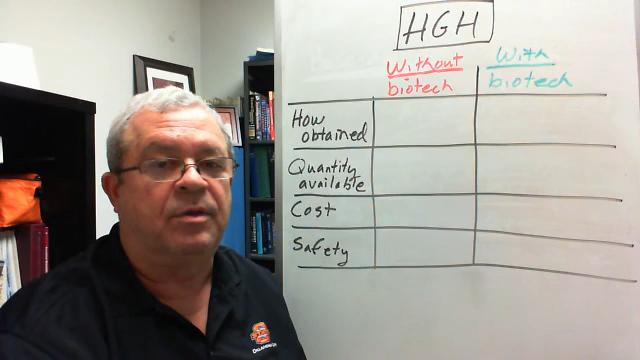 HGH
Without
biotech
With
biotech
How
obtained
Quantity
available
Cost
Safety